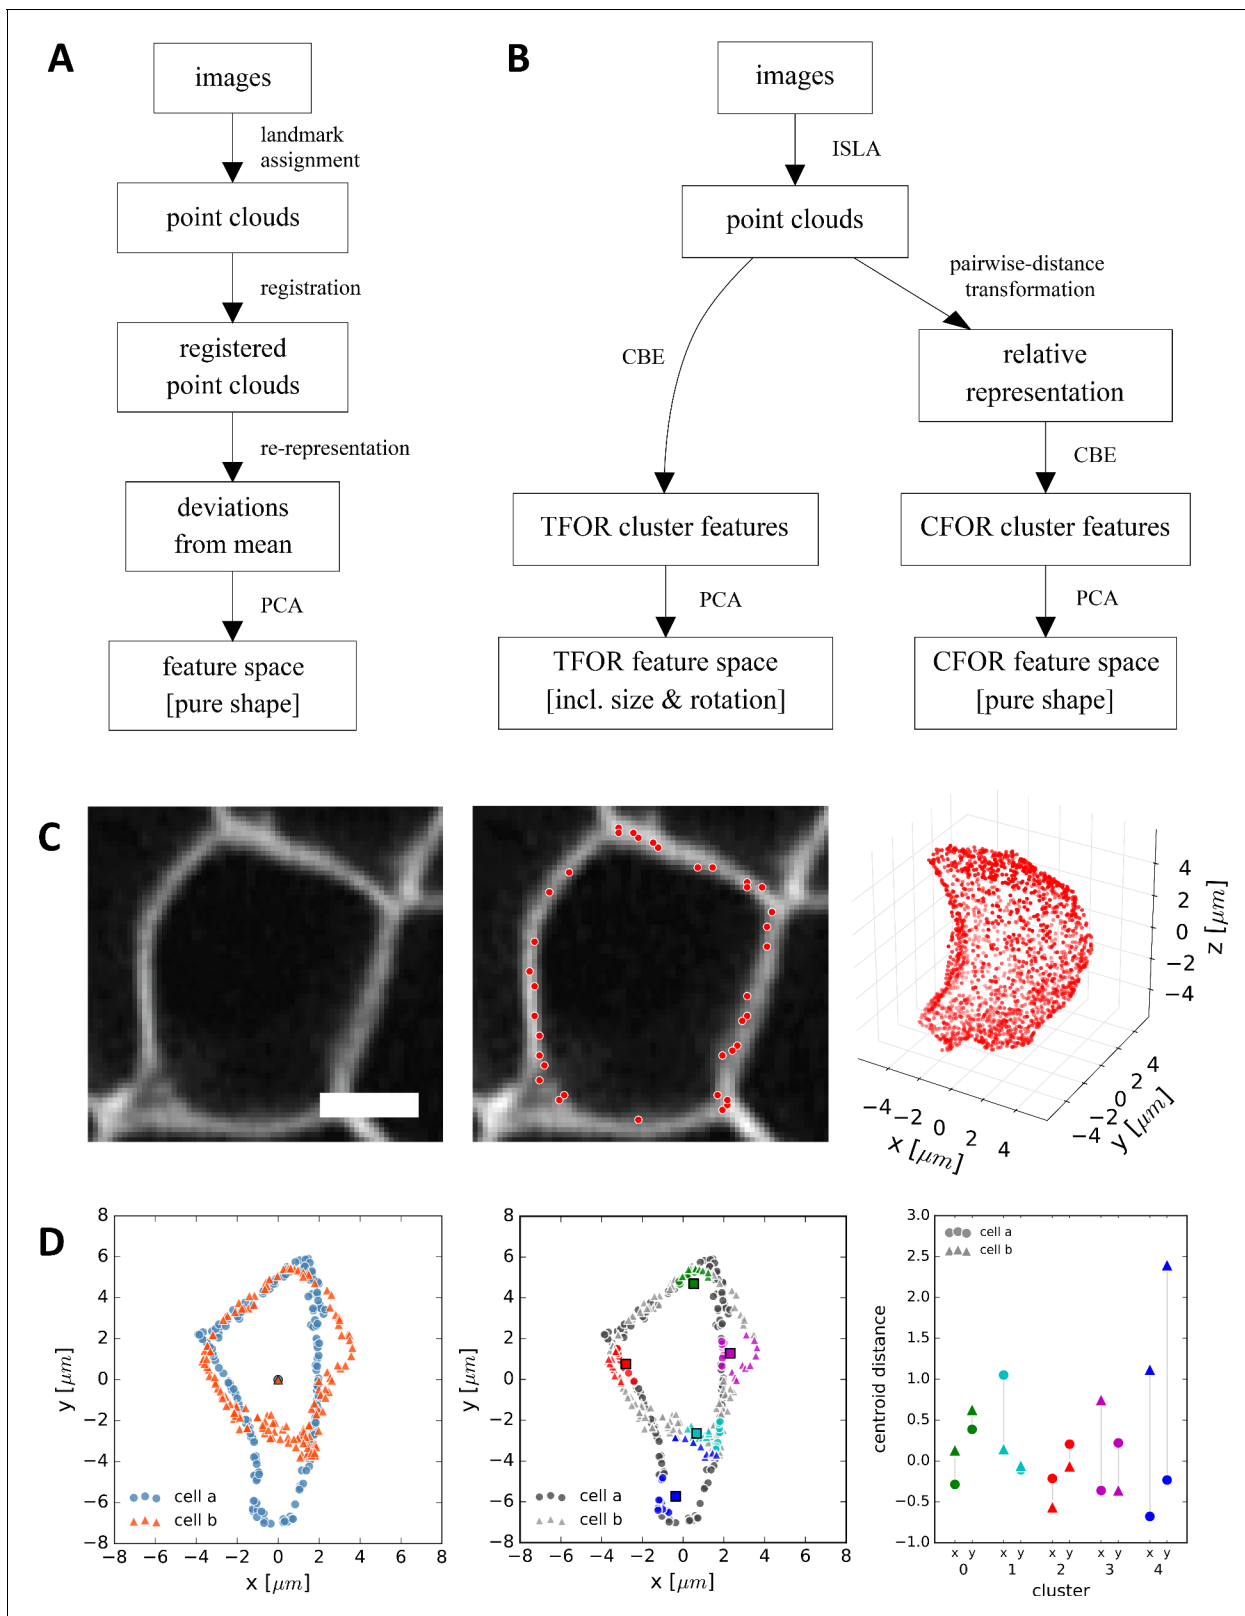 A
images
landmark
assignment
point clouds
registration
registered
point clouds
re-representation
deviations
from mean
PCA
feature space
[pure shape]
B
images
ISLA
point clouds
pairwise-distance
transformation
CBE
relative
representation
CBE
TFOR cluster features
CFOR cluster features
PCA
PCA
TFOR feature space
[incl. size & rotation]
CFOR feature space
[pure shape]
C
4
2
0
−2
−4
z [μm]
−4 −2 0 2 4
x [μm]
−4 −2 0 2 4
y [μm]
D
8
6
4
2
0
−2
−4
−6
−8
y [μm]
cell a
cell b
−8 −6 −4 −2 0 2 4 6 8
x [μm]
8
6
4
2
0
−2
−4
−6
−8
cell a
cell b
−8 −6 −4 −2 0 2 4 6 8
x [μm]
3.0
2.5
2.0
1.5
1.0
0.5
0.0
−0.5
−1.0
centroid distance
cell a
cell b
x y x y x y x y x y
0 1 2 3 4
cluster